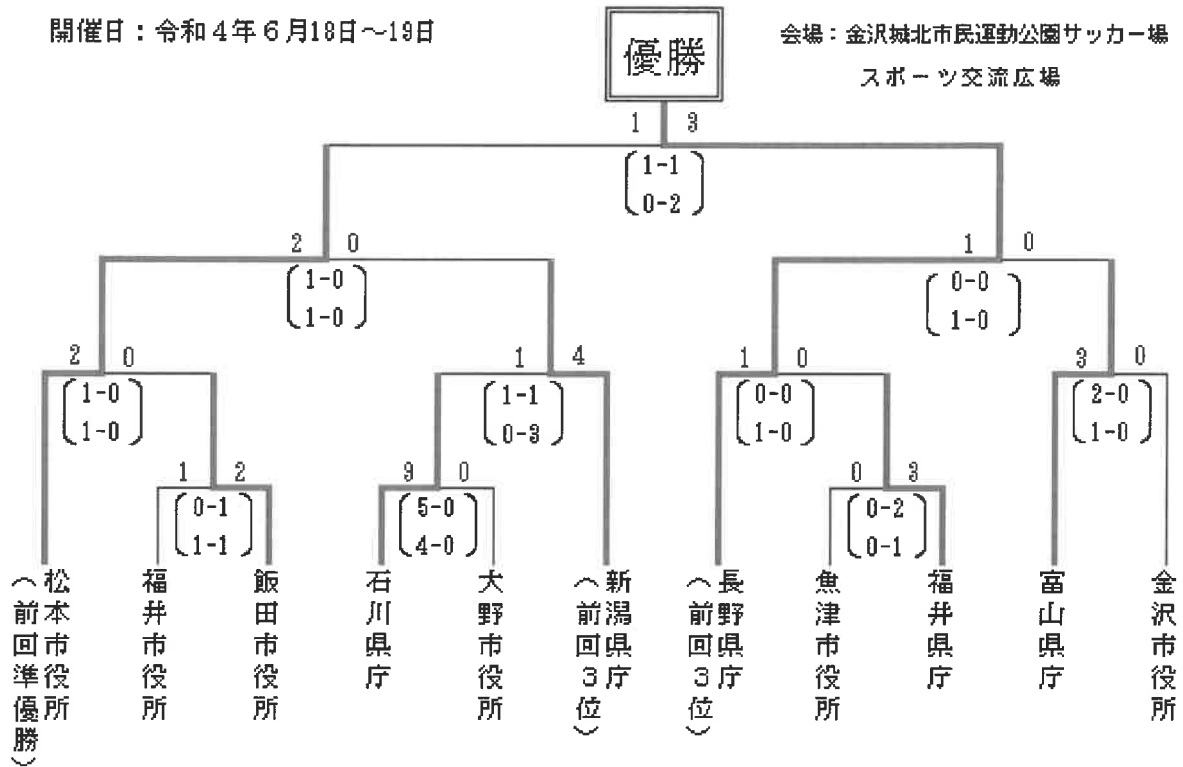 開催日：令和４年６月18日～19日
会場：金沢城北市民運動公園サッカー場
スポーツ交流広場
優勝
1 3
1-1
0-2
2 0
1-0
1-0
1 0
0-0
1-0
2 0
1-0
1-0
1 4
1-1
0-3
1 0
0-0
1-0
3 0
2-0
1-0
1 2
0-1
1-1
9 0
5-0
4-0
0 3
0-2
0-1
松本市役所
（前回準優勝）
福井市役所
飯田市役所
石川県庁
大野市役所
新潟県庁
（前回３位）
長野県庁
（前回３位）
魚津市役所
福井県庁
富山県庁
金沢市役所